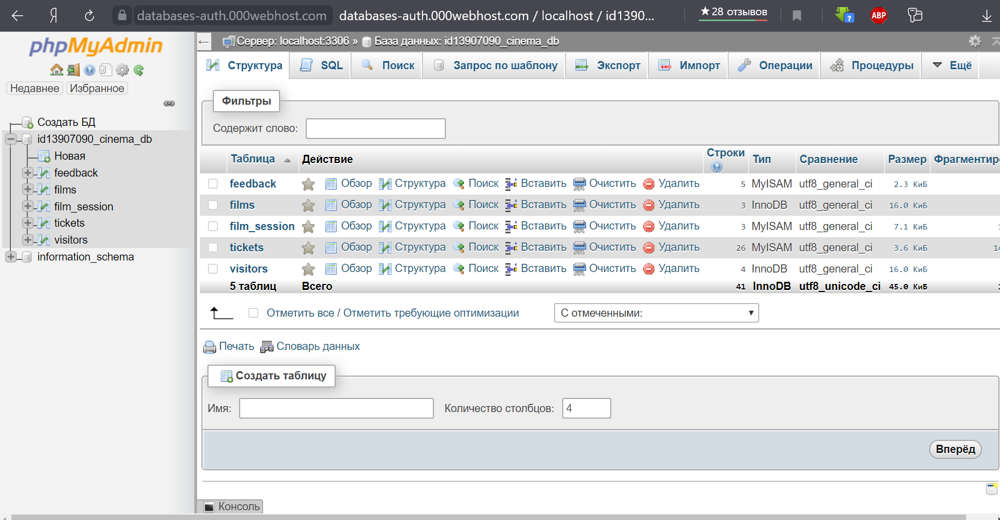 Я databases-auth.000webhost.com databases-auth.000webhost.com / localhost / id1390... ★ 28 отзывов ABP
phpMyAdmin
Недавнее Избранное
Создать БД
id13907090_cinema_db
Новая
feedback
films
film_session
tickets
visitors
information_schema
Сервер: localhost:3306 » База данных: id13907090_cinema_db
Структура SQL Поиск Запрос по шаблону Экспорт Импорт Операции Процедуры Ещё
Фильтры
Содержит слово:
Таблица Действие Строки Тип Сравнение Размер Фрагментиро
feedback Обзор Структура Поиск Вставить Очистить Удалить 5 MyISAM utf8_general_ci 2.3 КиБ
films Обзор Структура Поиск Вставить Очистить Удалить 3 InnoDB utf8_general_ci 16.0 КиБ
film_session Обзор Структура Поиск Вставить Очистить Удалить 3 MyISAM utf8_general_ci 7.1 КиБ
tickets Обзор Структура Поиск Вставить Очистить Удалить 26 MyISAM utf8_general_ci 3.6 КиБ
visitors Обзор Структура Поиск Вставить Очистить Удалить 4 InnoDB utf8_general_ci 16.0 КиБ
5 таблиц Всего 41 InnoDB utf8_unicode_ci 45.0 КиБ
Отметить все / Отметить требующие оптимизации С отмеченными:
Печать Словарь данных
Создать таблицу
Имя: Количество столбцов: 4
Вперёд
Консоль